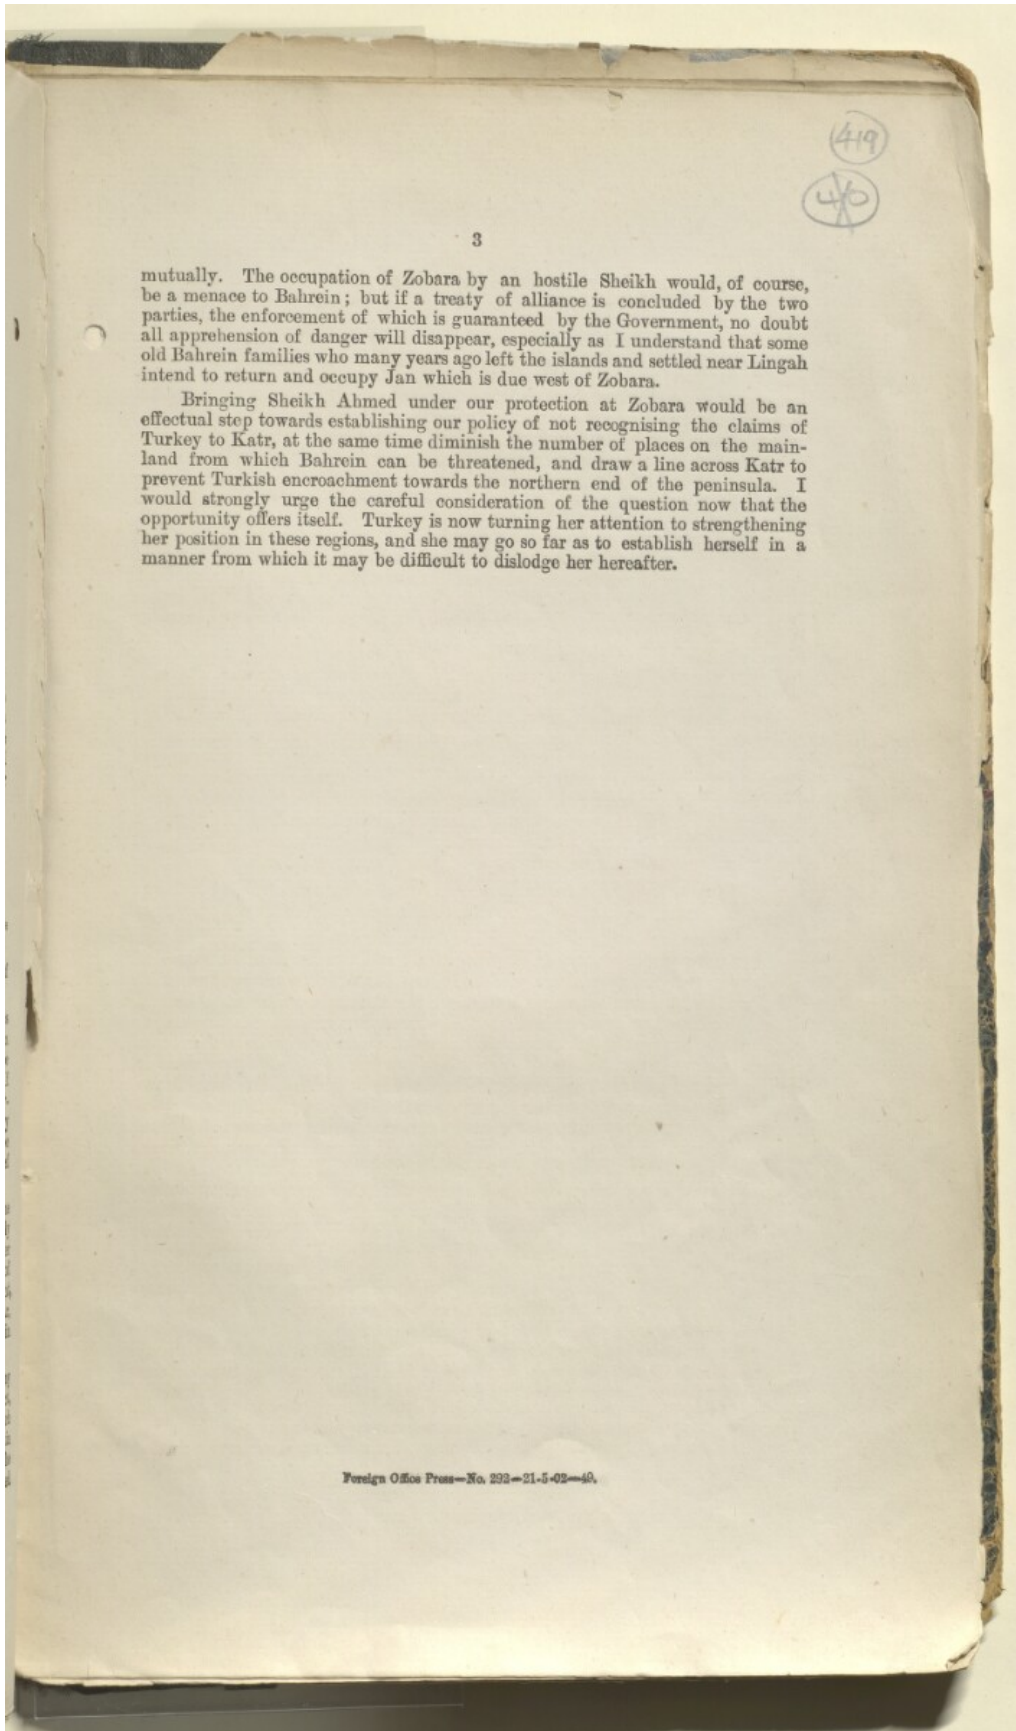 419
3
mutually. The occupation of Zobara by an hostile Sheikh would, of course,
be a menace to Bahrein; but if a treaty of alliance is concluded by the two
parties, the enforcement of which is guaranteed by the Government, no doubt
all apprehension of danger will disappear, especially as I understand that some
old Bahrein families who many years ago left the islands and settled near Lingah
intend to return and occupy Jan which is due west of Zobara.
Bringing Sheikh Ahmed under our protection at Zobara would be an
effectual step towards establishing our policy of not recognising the claims of
Turkey to Katr, at the same time diminish the number of places on the main-
land from which Bahrein can be threatened, and draw a line across Katr to
prevent Turkish encroachment towards the northern end of the peninsula. I
would strongly urge the careful consideration of the question now that the
opportunity offers itself. Turkey is now turning her attention to strengthening
her position in these regions, and she may go so far as to establish herself in a
manner from which it may be difficult to dislodge her hereafter.
Foreign Office Press—No. 292—21-5-02—49.